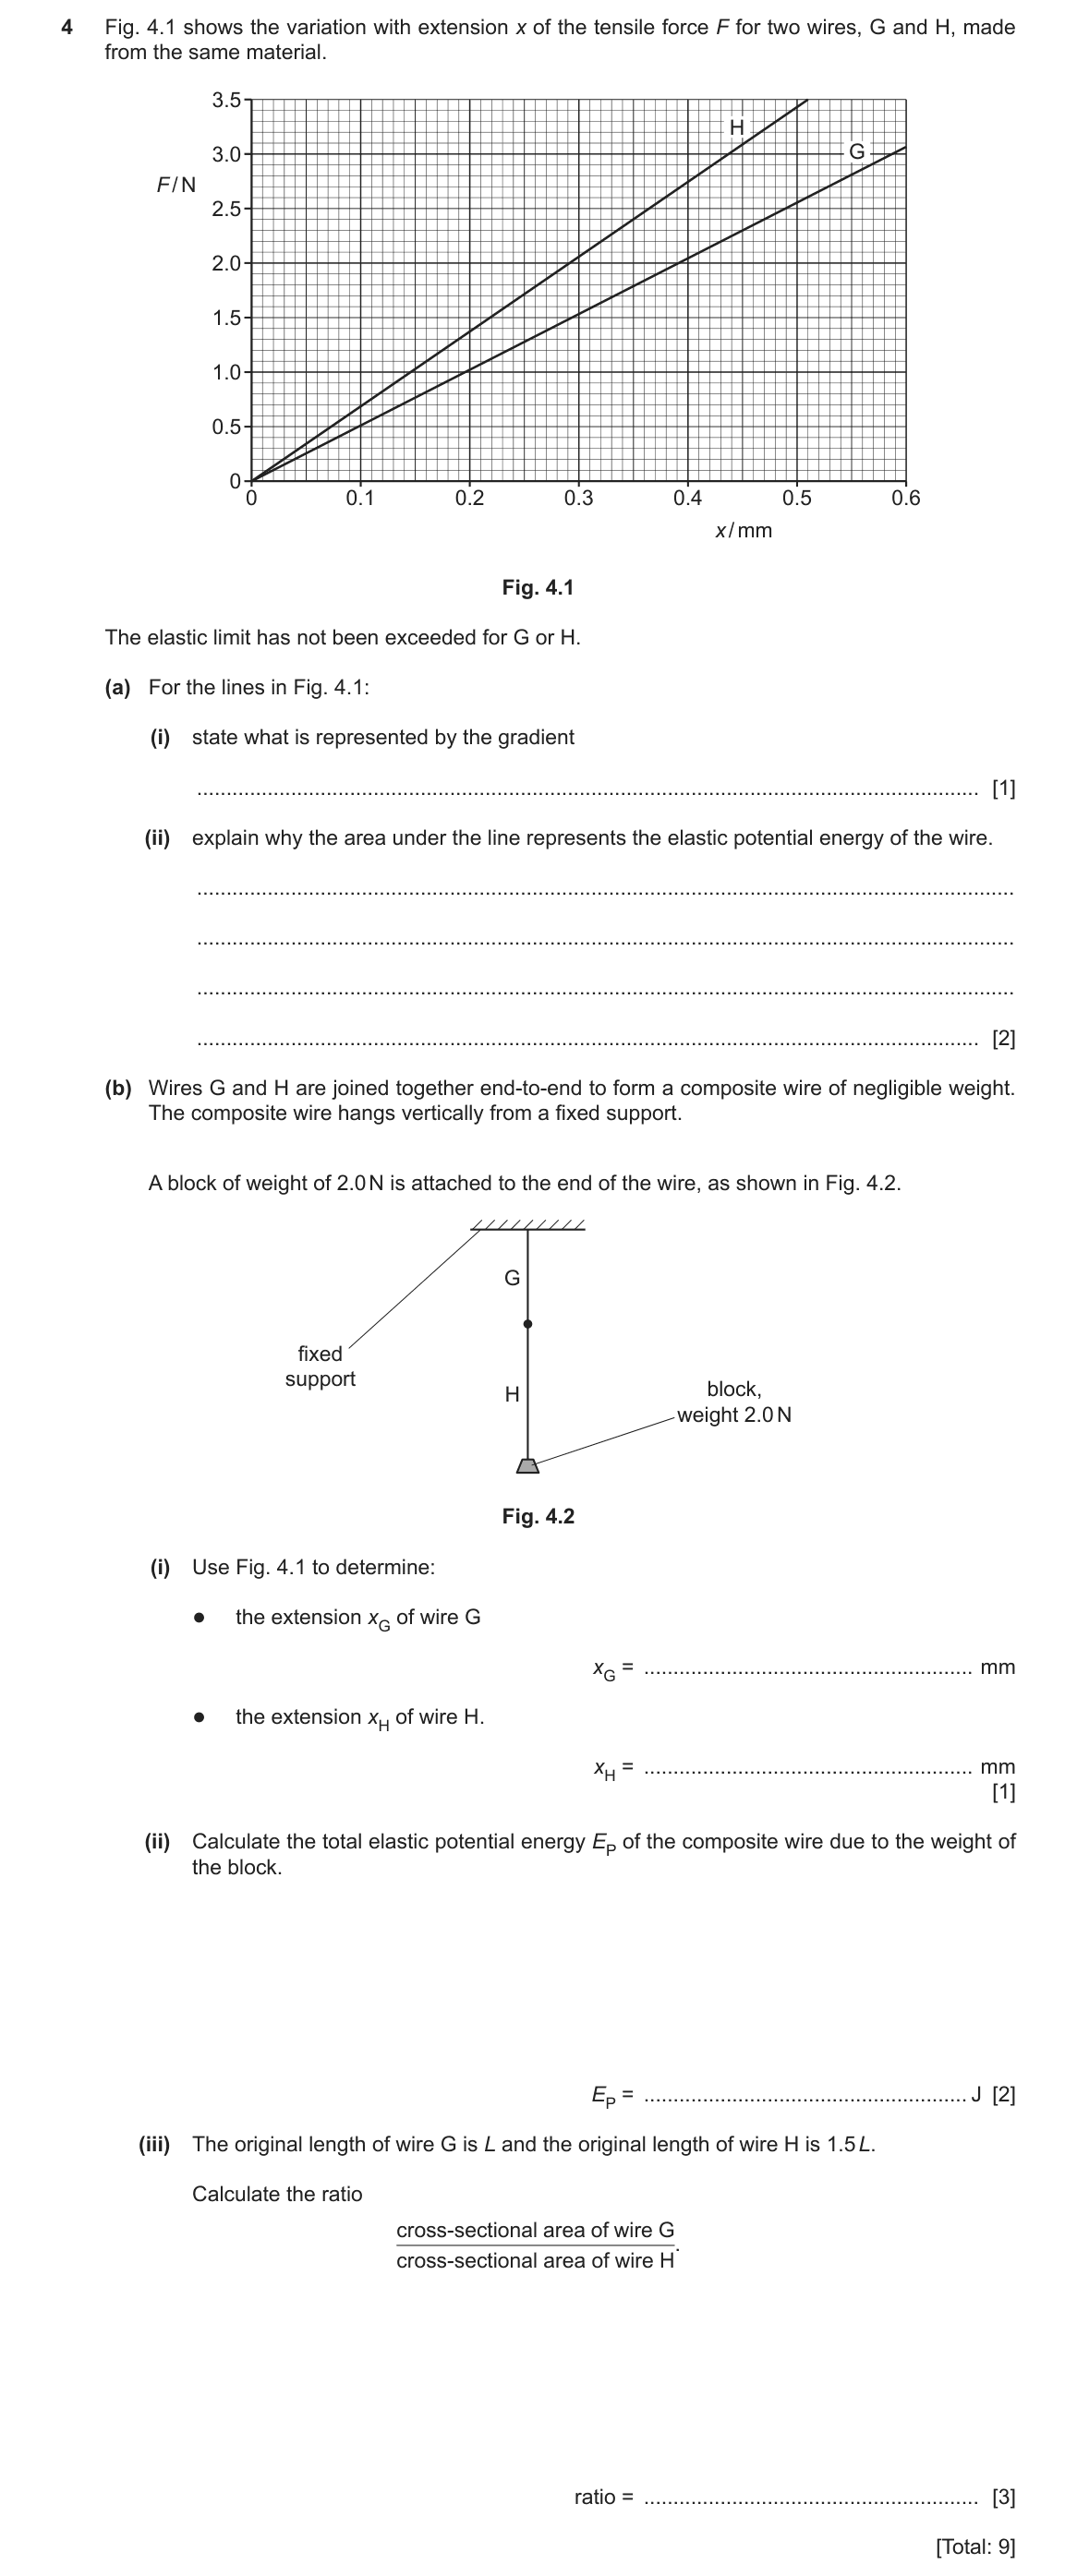 4 Fig. 4.1 shows the variation with extension x of the tensile force F for two wires, G and H, made
from the same material.
3.5
H
3.0
G
F/N
2.5
2.0
1.5
1.0
0.5
0
0 0.1 0.2 0.3 0.4 0.5 0.6
x/mm
Fig. 4.1
The elastic limit has not been exceeded for G or H.
(a) For the lines in Fig. 4.1:
(i) state what is represented by the gradient
.......................................................................................................................... [1]
(ii) explain why the area under the line represents the elastic potential energy of the wire.
..........................................................................................................................
..........................................................................................................................
..........................................................................................................................
.......................................................................................................................... [2]
(b) Wires G and H are joined together end-to-end to form a composite wire of negligible weight.
The composite wire hangs vertically from a fixed support.
A block of weight of 2.0 N is attached to the end of the wire, as shown in Fig. 4.2.
G
fixed
support
H
block,
weight 2.0 N
Fig. 4.2
(i) Use Fig. 4.1 to determine:
● the extension xG of wire G
xG = ........................................................ mm
● the extension xH of wire H.
xH = ........................................................ mm
[1]
(ii) Calculate the total elastic potential energy EP of the composite wire due to the weight of
the block.
EP = ....................................................... J [2]
(iii) The original length of wire G is L and the original length of wire H is 1.5 L.
Calculate the ratio
cross-sectional area of wire G
cross-sectional area of wire H.
ratio = ......................................................... [3]
[Total: 9]